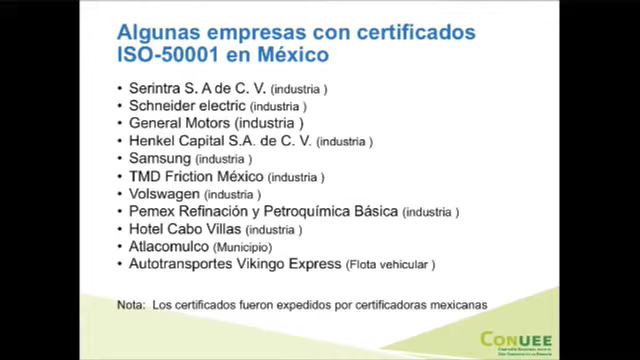 Algunas empresas con certificados
ISO-50001 en México
• Serintra S. A de C. V. (industria )
• Schneider electric (industria )
• General Motors (industria )
• Henkel Capital S.A. de C. V. (industria )
• Samsung (industria )
• TMD Friction México (industria )
• Volswagen (industria )
• Pemex Refinación y Petroquímica Básica (industria )
• Hotel Cabo Villas (industria )
• Atlacomulco (Municipio)
• Autotransportes Vikingo Express (Flota vehicular )
Nota: Los certificados fueron expedidos por certificadoras mexicanas
CONUEE